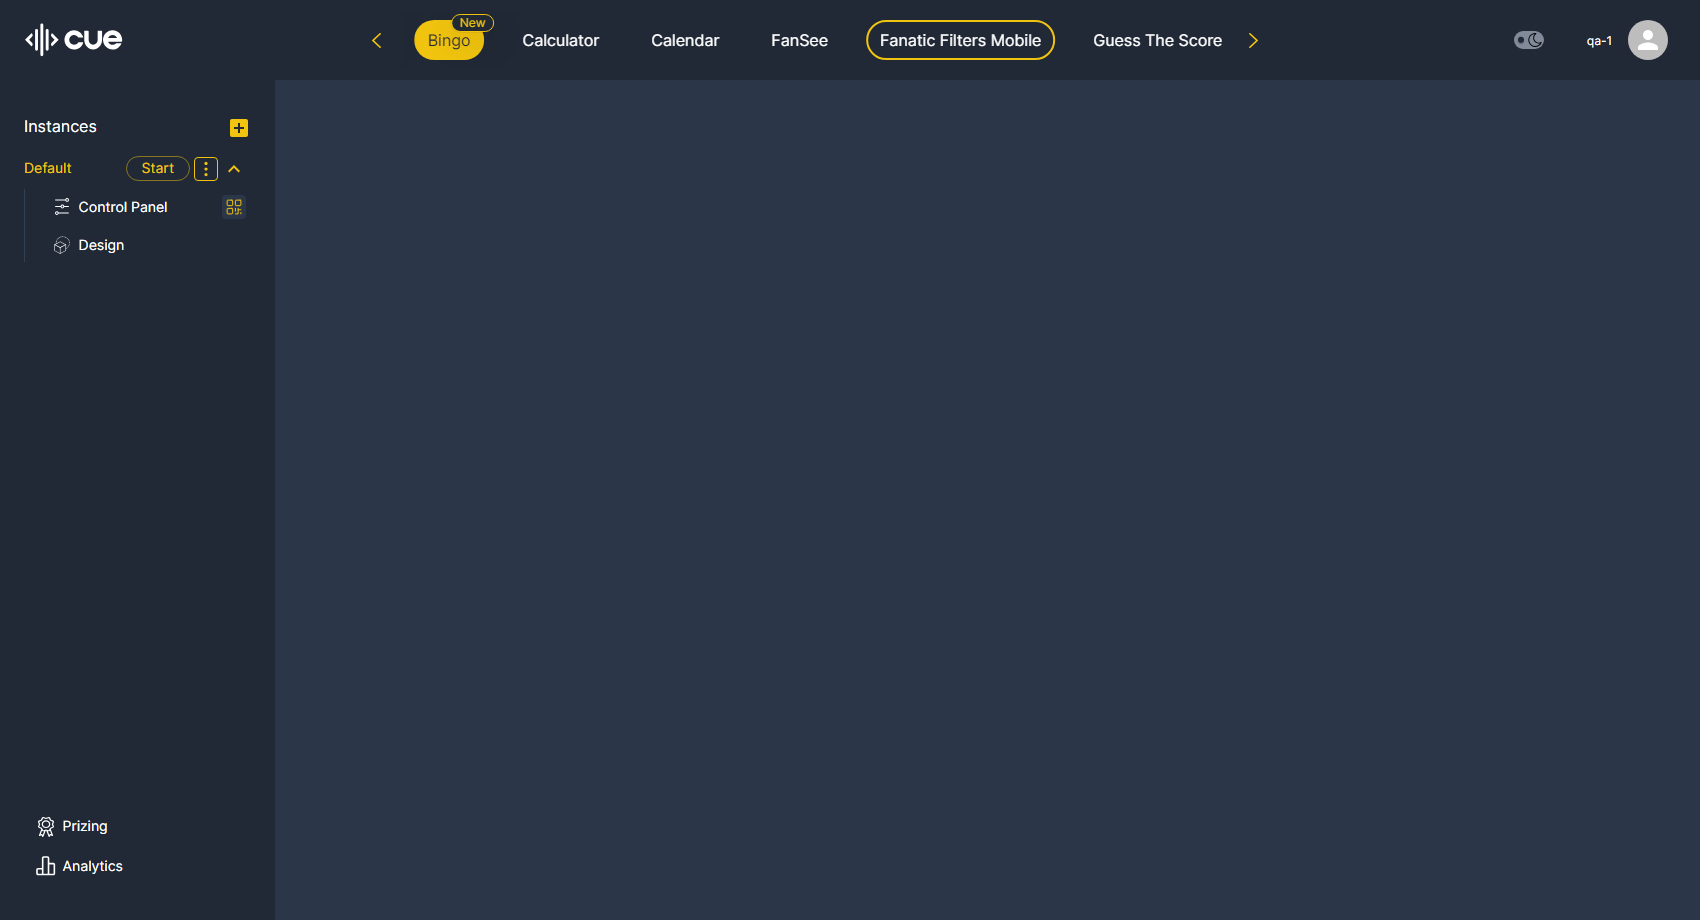 cue
New
Bingo
Calculator
Calendar
FanSee
Fanatic Filters Mobile
Guess The Score
qa-1
Instances
Default
Start
Control Panel
Design
Prizing
Analytics